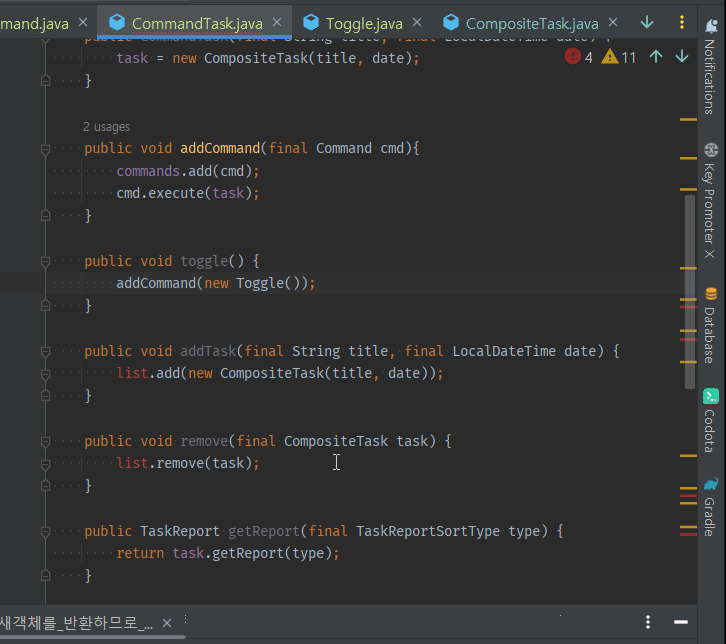 mand.java CommandTask.java Toggle.java CompositeTask.java
public CommandTask(final String title, final LocalDateTime date) {
task = new CompositeTask(title, date);
4 11
}
2 usages
public void addCommand(final Command cmd){
commands.add(cmd);
cmd.execute(task);
}
public void toggle() {
addCommand(new Toggle());
}
public void addTask(final String title, final LocalDateTime date) {
list.add(new CompositeTask(title, date));
}
public void remove(final CompositeTask task) {
list.remove(task);
}
public TaskReport getReport(final TaskReportSortType type) {
return task.getReport(type);
}
새객체를_반환하므로_...
Notifications
Key Promoter X
Database
Codota
Gradle